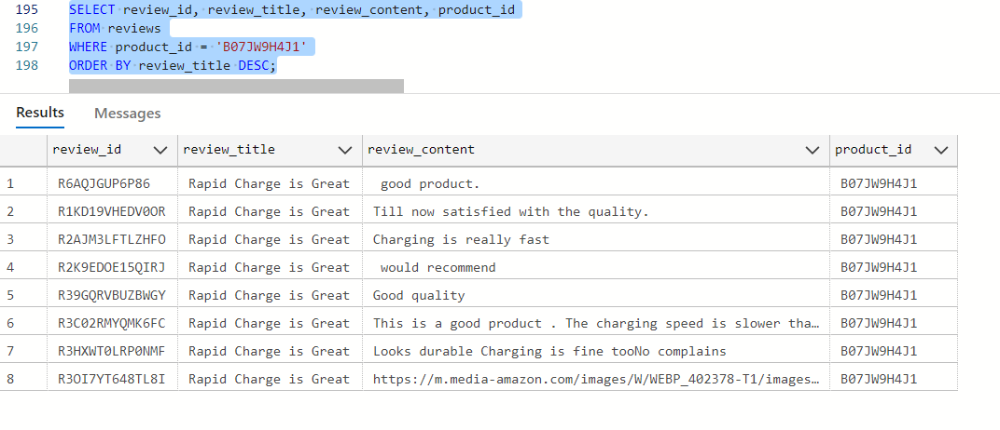 195 SELECT review_id, review_title, review_content, product_id
196 FROM reviews
197 WHERE product_id = 'B07JW9H4J1'
198 ORDER BY review_title DESC;
Results Messages
review_id review_title review_content product_id
1 R6AQJGUP6P86 Rapid Charge is Great good product. B07JW9H4J1
2 R1KD19VHEDV0OR Rapid Charge is Great Till now satisfied with the quality. B07JW9H4J1
3 R2AJM3LFTLZHFO Rapid Charge is Great Charging is really fast B07JW9H4J1
4 R2K9EDOE15QIRJ Rapid Charge is Great would recommend B07JW9H4J1
5 R39GQRVBUZBWGY Rapid Charge is Great Good quality B07JW9H4J1
6 R3C02RMYQMK6FC Rapid Charge is Great This is a good product . The charging speed is slower tha… B07JW9H4J1
7 R3HXWT0LRP0NMF Rapid Charge is Great Looks durable Charging is fine tooNo complains B07JW9H4J1
8 R3OI7YT648TL8I Rapid Charge is Great https://m.media-amazon.com/images/W/WEBP_402378-T1/images… B07JW9H4J1